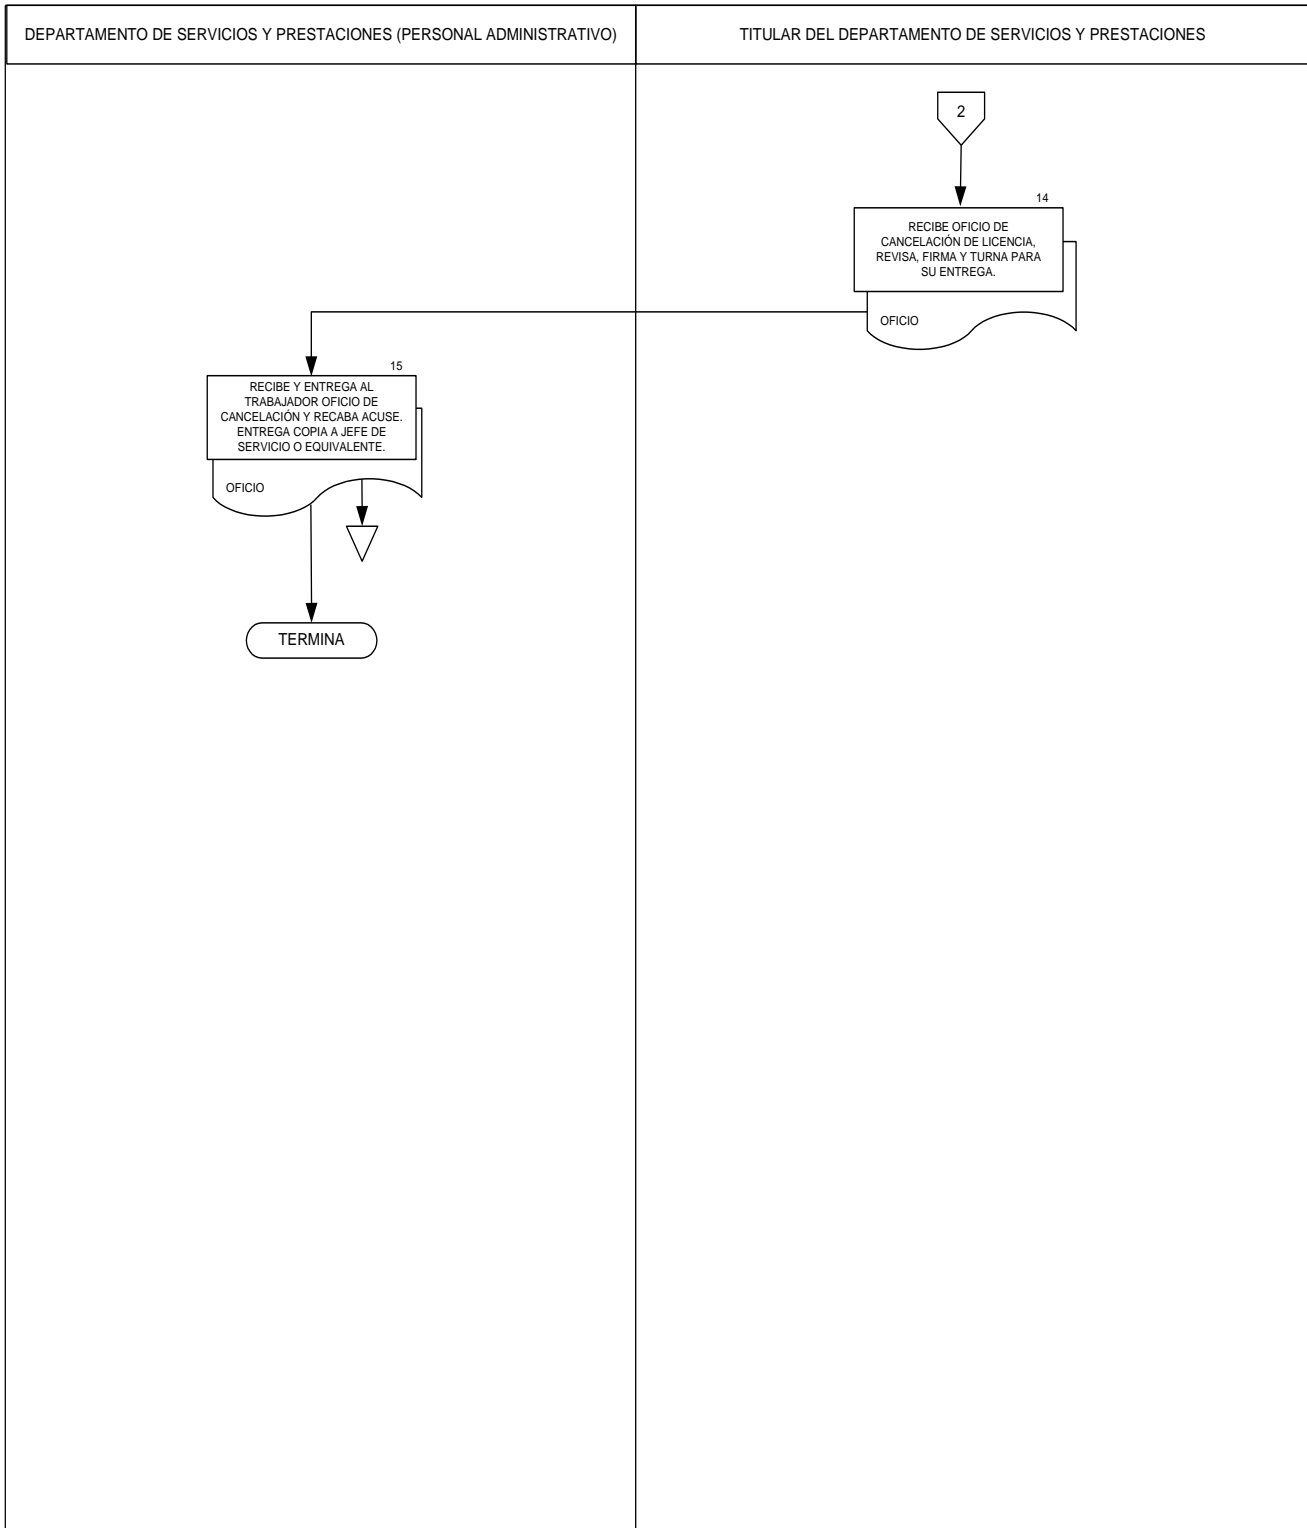 DEPARTAMENTO DE SERVICIOS Y PRESTACIONES (PERSONAL ADMINISTRATIVO)
TITULAR DEL DEPARTAMENTO DE SERVICIOS Y PRESTACIONES
2
14
RECIBE OFICIO DE
CANCELACIÓN DE LICENCIA,
REVISA, FIRMA Y TURNA PARA
SU ENTREGA.
OFICIO
15
RECIBE Y ENTREGA AL
TRABAJADOR OFICIO DE
CANCELACIÓN Y RECABA ACUSE.
ENTREGA COPIA A JEFE DE
SERVICIO O EQUIVALENTE.
OFICIO
TERMINA